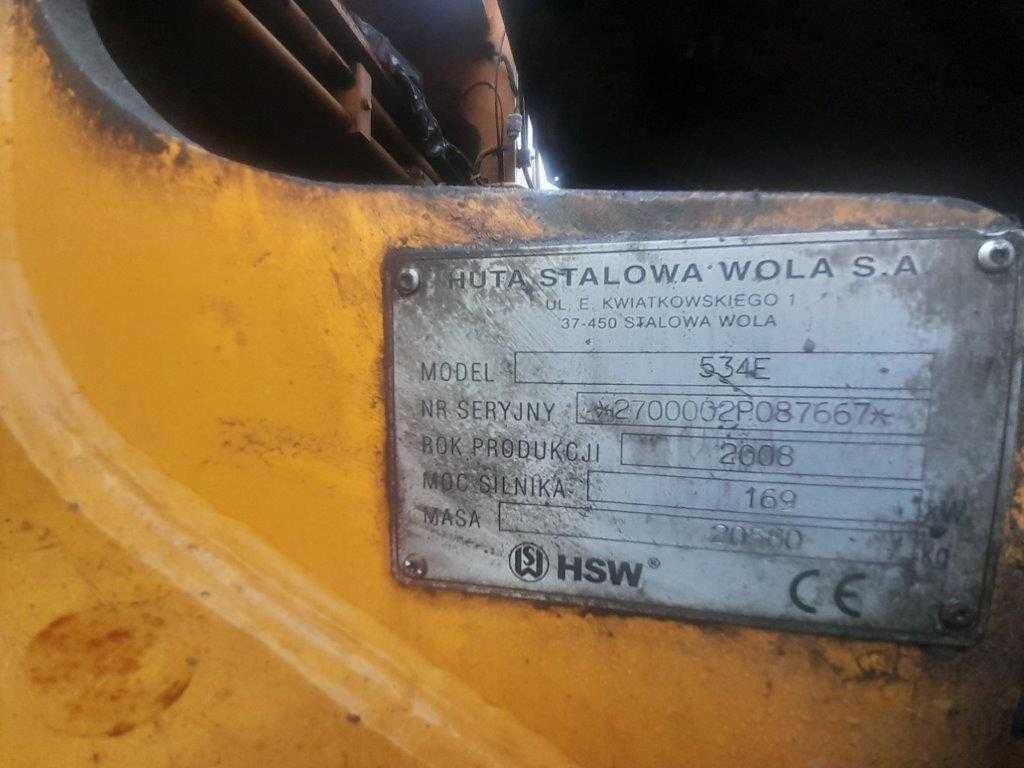 HUTA STALOWA WOLA S.A
UL. E. KWIATKOWSKIEGO 1
37-450 STALOWA WOLA
MODEL 534E
NR SERYJNY *2700002P087667*
ROK PRODUKCJI 2008
MOC SILNIKA 169 kW
MASA kg
HSW® CE